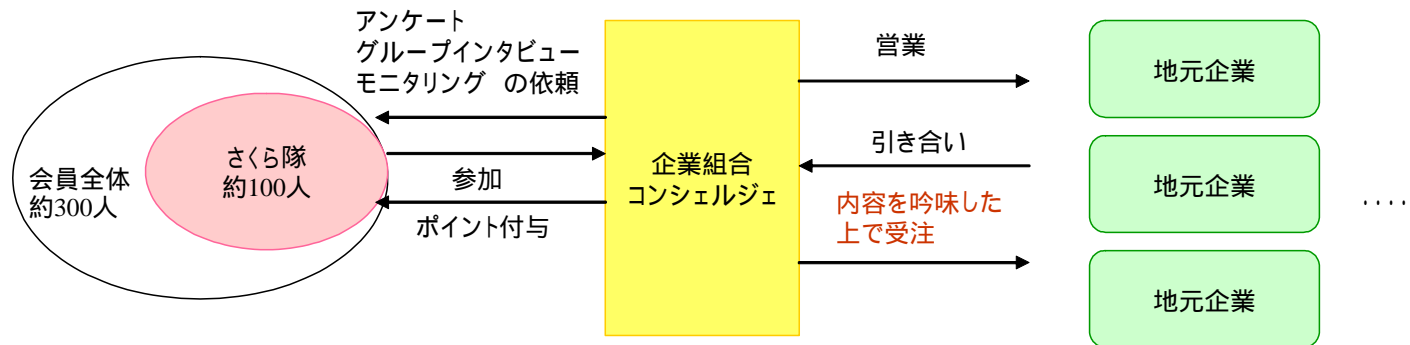 アンケート
グループインタビュー
モニタリング の依頼
会員全体
約300人
さくら隊
約100人
参加
ポイント付与
企業組合
コンシェルジェ
営業
引き合い
内容を吟味した
上で受注
地元企業
地元企業
地元企業
....